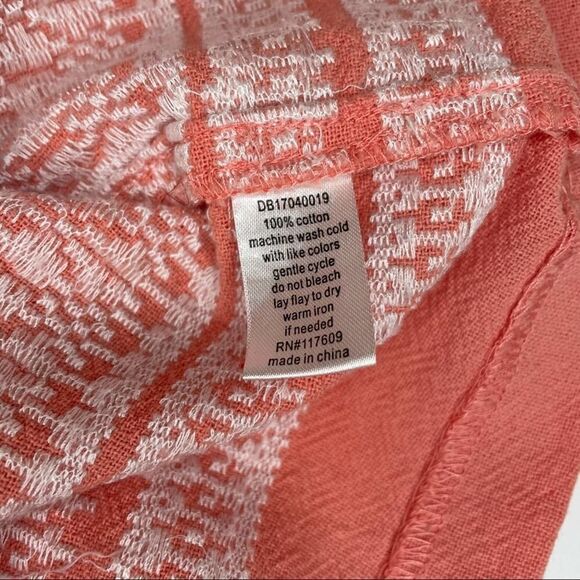 DB17040019
100% cotton
machine wash cold
with like colors
gentle cycle
do not bleach
lay flay to dry
warm iron
if needed
RN#117609
made in china